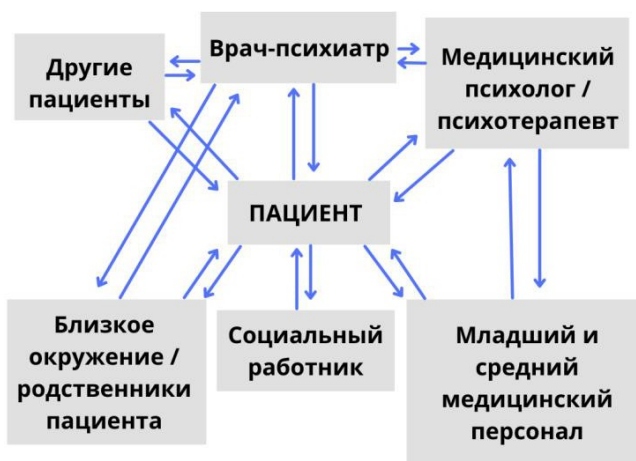 Врач-психиатр
Другие
пациенты
Медицинский
психолог /
психотерапевт
ПАЦИЕНТ
Близкое
окружение /
родственники
пациента
Социальный
работник
Младший и
средний
медицинский
персонал